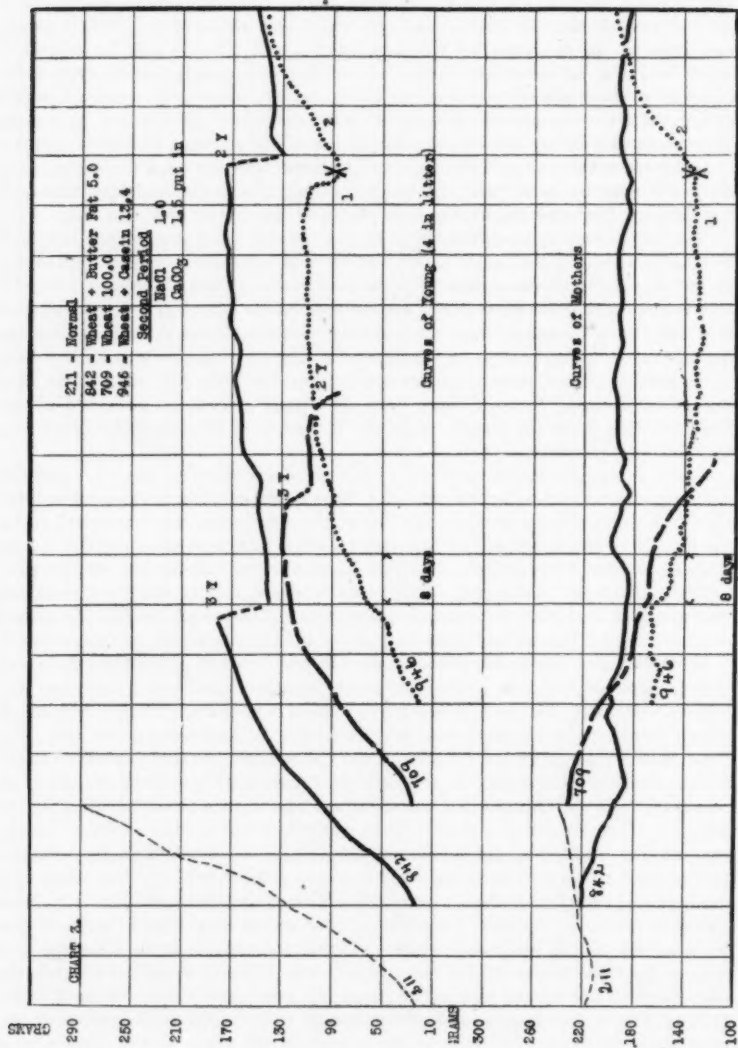 CHART 3.
211 - Normal
842 - Wheat + Butter Fat 5.0
709 - Wheat 100.0
946 - Wheat + Casein 13.4
Second Period
NaCl 1.0
CaCO3 1.5 put in
GRAMS
290
250
210
170
130
90
50
10
211
842
709
946
3 Y
3 Y
2 Y
2 Y
1
2
8 days
Curves of Young (4 in litter)
GRAMS
300
260
220
180
140
100
211
842
709
946
8 days
1
2
Curves of Mothers